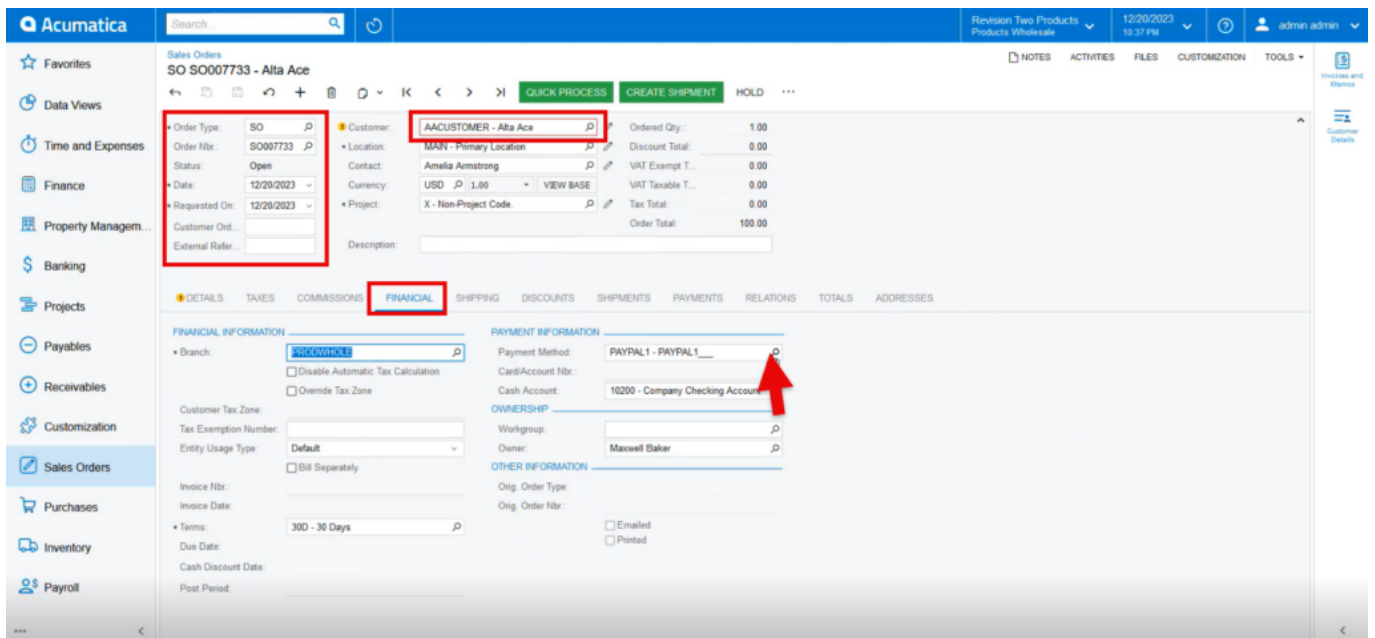 Acumatica
Search...
Revision Two Products
Products Wholesale
12/20/2023
10:37 PM
admin admin
Favorites
Data Views
Time and Expenses
Finance
Property Managem...
Banking
Projects
Payables
Receivables
Customization
Sales Orders
Purchases
Inventory
Payroll
Sales Orders
SO SO007733 - Alta Ace
NOTES ACTIVITIES FILES CUSTOMIZATION TOOLS
QUICK PROCESS CREATE SHIPMENT HOLD
Order Type: SO
Order Nbr.: SO007733
Status: Open
Date: 12/20/2023
Requested On: 12/20/2023
Customer Ord...
External Refer...
Customer: AACUSTOMER - Alta Ace
Location: MAIN - Primary Location
Contact: Amelia Armstrong
Currency: USD 1.00 VIEW BASE
Project: X - Non-Project Code.
Description:
Ordered Qty.: 1.00
Discount Total: 0.00
VAT Exempt T... 0.00
VAT Taxable T... 0.00
Tax Total: 0.00
Order Total: 100.00
Invoices and
Memos
Customer
Details
DETAILS TAXES COMMISSIONS FINANCIAL SHIPPING DISCOUNTS SHIPMENTS PAYMENTS RELATIONS TOTALS ADDRESSES
FINANCIAL INFORMATION
Branch: PRODWHOLE
Disable Automatic Tax Calculation
Override Tax Zone
Customer Tax Zone:
Tax Exemption Number:
Entity Usage Type: Default
Bill Separately
Invoice Nbr.:
Invoice Date:
Terms: 30D - 30 Days
Due Date:
Cash Discount Date:
Post Period:
PAYMENT INFORMATION
Payment Method: PAYPAL1 - PAYPAL1___
Card/Account Nbr.:
Cash Account: 10200 - Company Checking Account
OWNERSHIP
Workgroup:
Owner: Maxwell Baker
OTHER INFORMATION
Orig. Order Type:
Orig. Order Nbr.:
Emailed
Printed